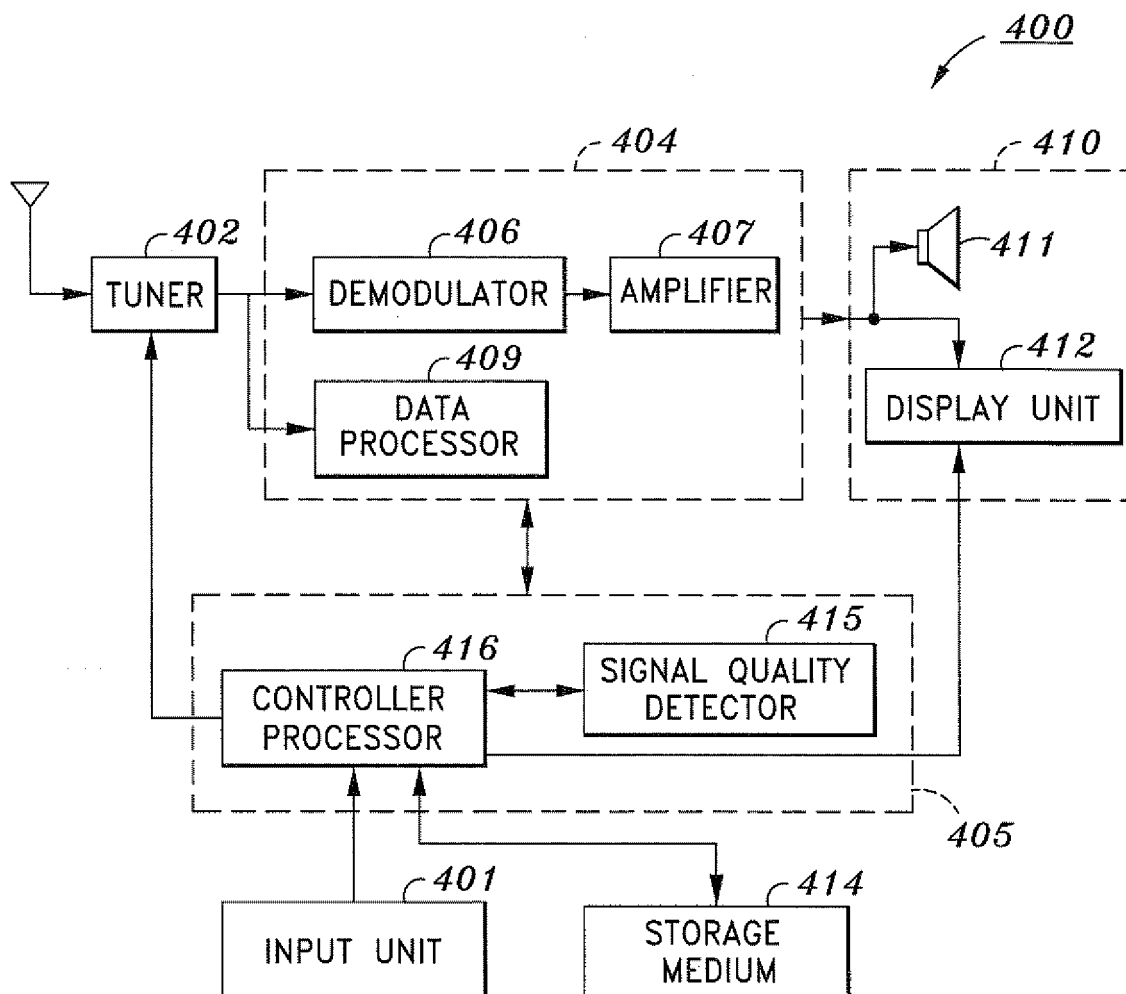 400
404
410
402
TUNER
406
DEMODULATOR
407
AMPLIFIER
411
409
DATA
PROCESSOR
412
DISPLAY UNIT
416
CONTROLLER
PROCESSOR
415
SIGNAL QUALITY
DETECTOR
405
401
INPUT UNIT
414
STORAGE
MEDIUM